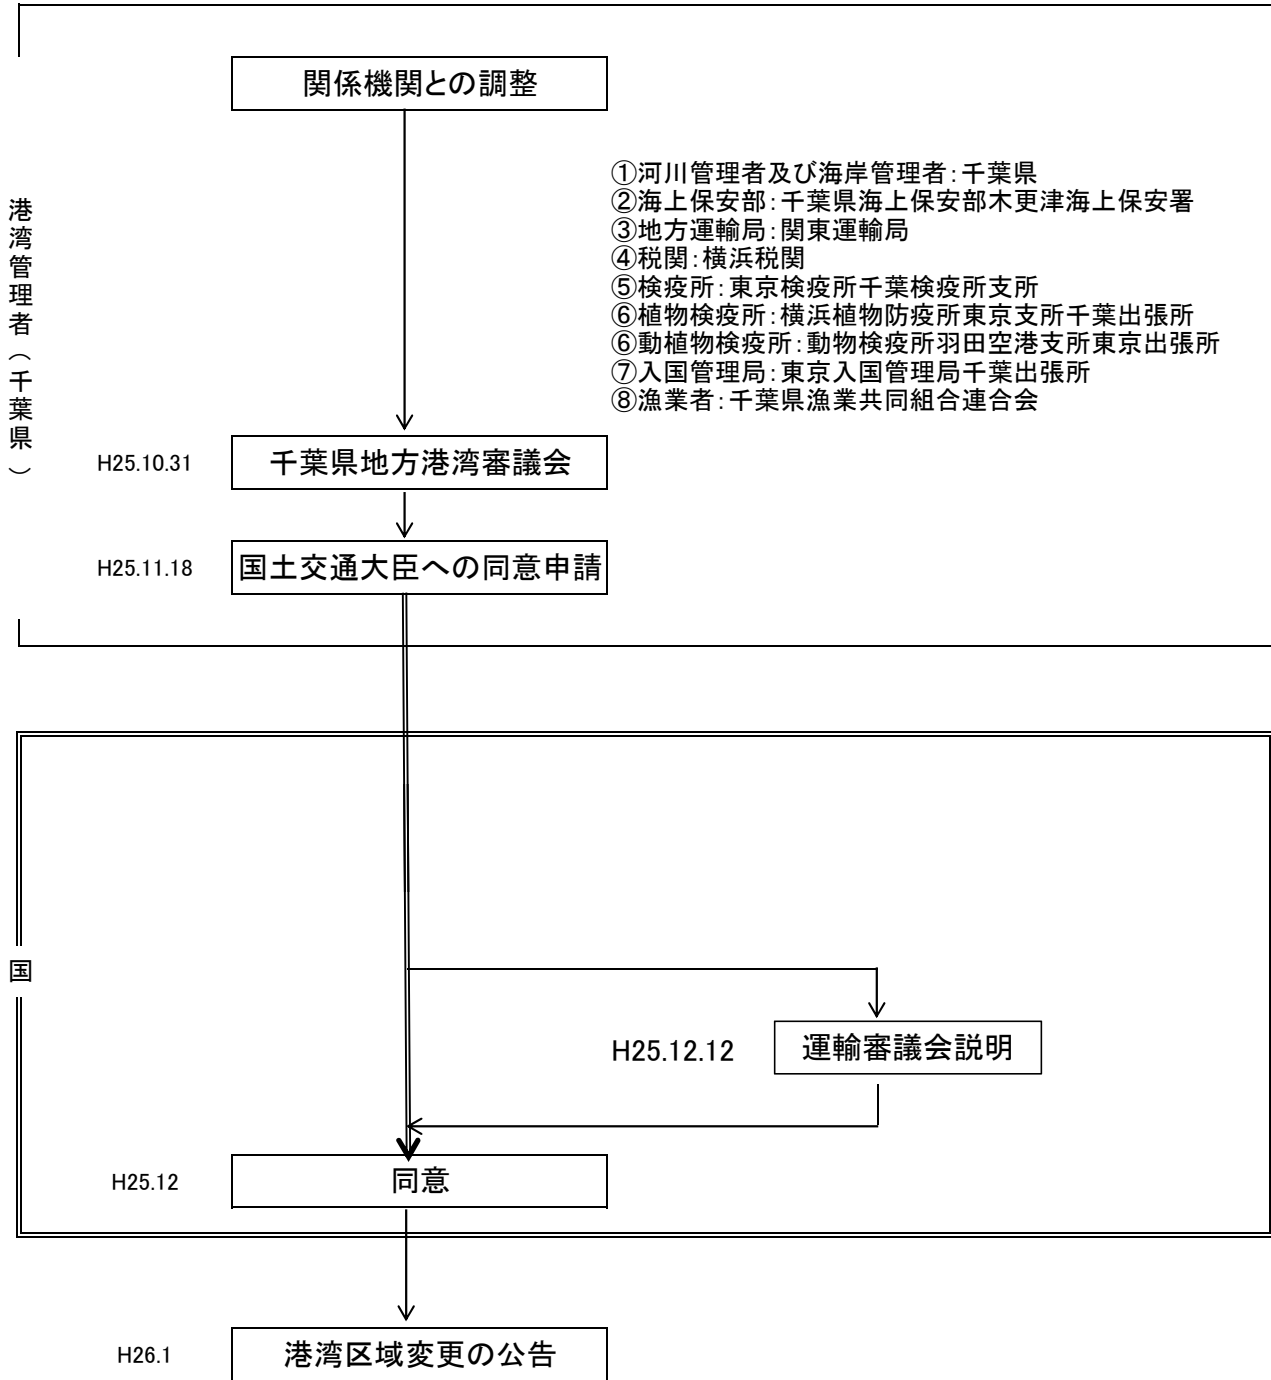 関係機関との調整
①河川管理者及び海岸管理者：千葉県
②海上保安部：千葉県海上保安部木更津海上保安署
③地方運輸局：関東運輸局
④税関：横浜税関
⑤検疫所：東京検疫所千葉検疫所支所
⑥植物検疫所：横浜植物防疫所東京支所千葉出張所
⑥動植物検疫所：動物検疫所羽田空港支所東京出張所
⑦入国管理局：東京入国管理局千葉出張所
⑧漁業者：千葉県漁業共同組合連合会
港湾管理者（千葉県）
H25.10.31
千葉県地方港湾審議会
H25.11.18
国土交通大臣への同意申請
国
H25.12.12
運輸審議会説明
H25.12
同意
H26.1
港湾区域変更の公告